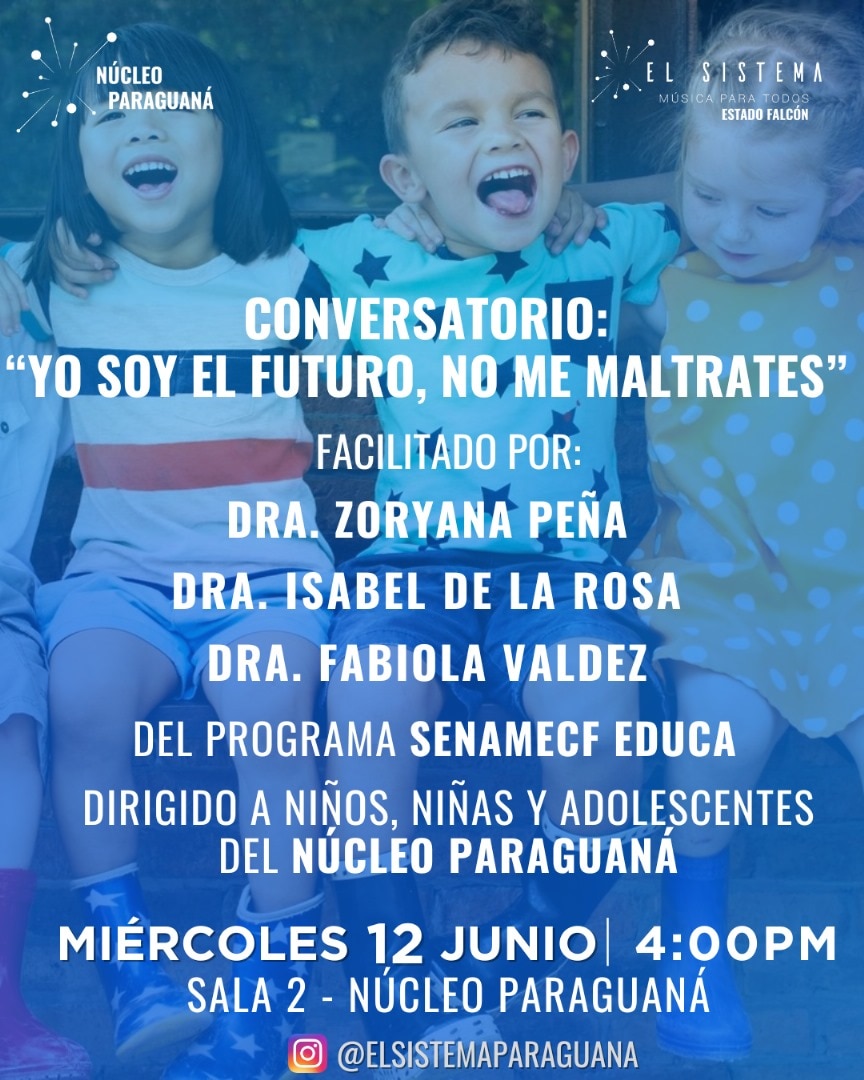 NÚCLEO
PARAGUANÁ
EL SISTEMA
MÚSICA PARA TODOS
ESTADO FALCÓN
CONVERSATORIO:
“YO SOY EL FUTURO, NO ME MALTRATES”
FACILITADO POR:
DRA. ZORYANA PEÑA
DRA. ISABEL DE LA ROSA
DRA. FABIOLA VALDEZ
DEL PROGRAMA SENAMECF EDUCA
DIRIGIDO A NIÑOS, NIÑAS Y ADOLESCENTES
DEL NÚCLEO PARAGUANÁ
MIÉRCOLES 12 JUNIO| 4:00PM
SALA 2 - NÚCLEO PARAGUANÁ
@ELSISTEMAPARAGUANA